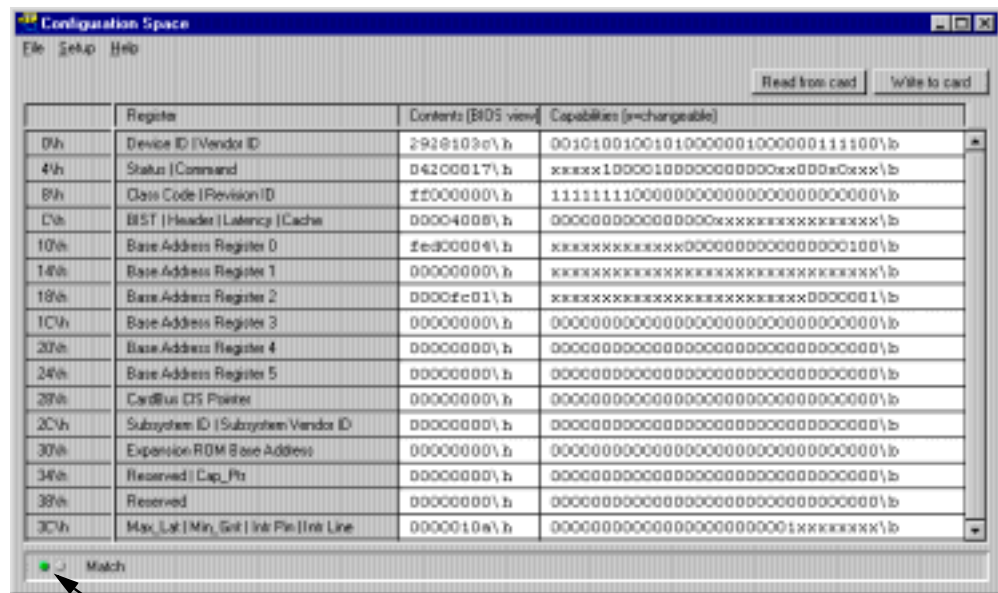 Configuration Space
File Setup Help
Read from card Write to card
Register Contents (BIOS view) Capabilities (x=changeable)
0\h Device ID | Vendor ID 2928103c\h 00101001001010000001000000111100\b
4\h Status | Command 04200017\h xxxxx10000100000000000xx000x0xxx\b
8\h Class Code | Revision ID ff000000\h 11111111000000000000000000000000\b
C\h BIST | Header | Latency | Cache 00004008\h 0000000000000000xxxxxxxxxxxxxxxx\b
10\h Base Address Register 0 fed00004\h xxxxxxxxxxxxx0000000000000000100\b
14\h Base Address Register 1 00000000\h xxxxxxxxxxxxxxxxxxxxxxxxxxxxxxxx\b
18\h Base Address Register 2 0000fc01\h xxxxxxxxxxxxxxxxxxxxxxxxx0000001\b
1C\h Base Address Register 3 00000000\h 00000000000000000000000000000000\b
20\h Base Address Register 4 00000000\h 00000000000000000000000000000000\b
24\h Base Address Register 5 00000000\h 00000000000000000000000000000000\b
28\h CardBus CIS Pointer 00000000\h 00000000000000000000000000000000\b
2C\h Subsystem ID | Subsystem Vendor ID 00000000\h 00000000000000000000000000000000\b
30\h Expansion ROM Base Address 00000000\h 00000000000000000000000000000000\b
34\h Reserved | Cap_Ptr 00000000\h 00000000000000000000000000000000\b
38\h Reserved 00000000\h 00000000000000000000000000000000\b
3C\h Max_Lat | Min_Gnt | Intr Pin | Intr Line 0000010a\h 000000000000000000000001xxxxxxxx\b
Match